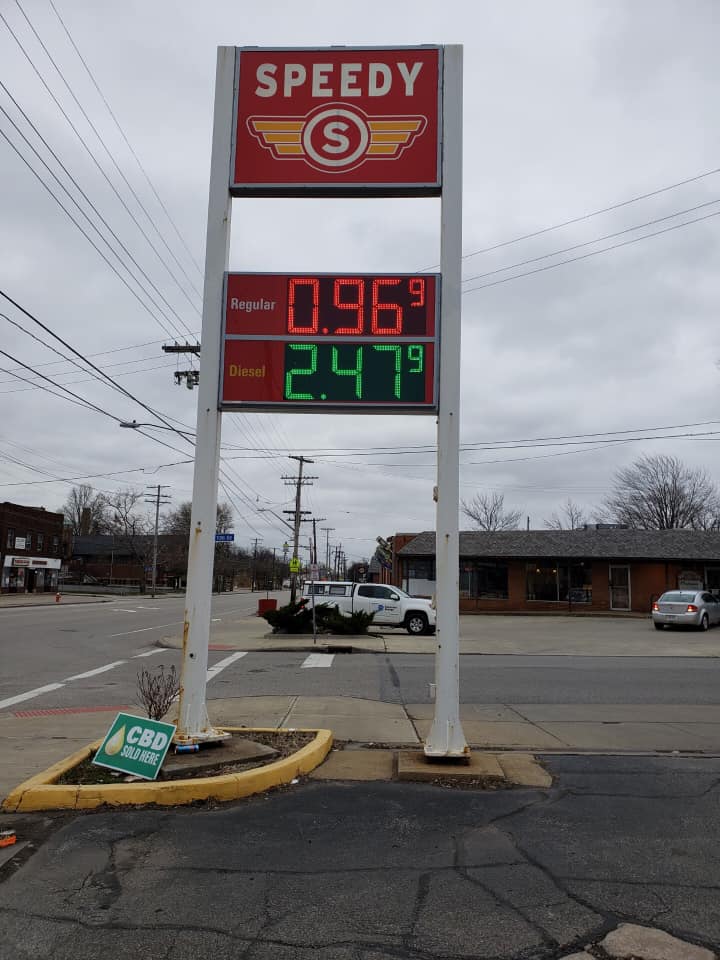 SPEEDY
S
Regular 0.96 9
Diesel 2.47 9
CBD
SOLD HERE